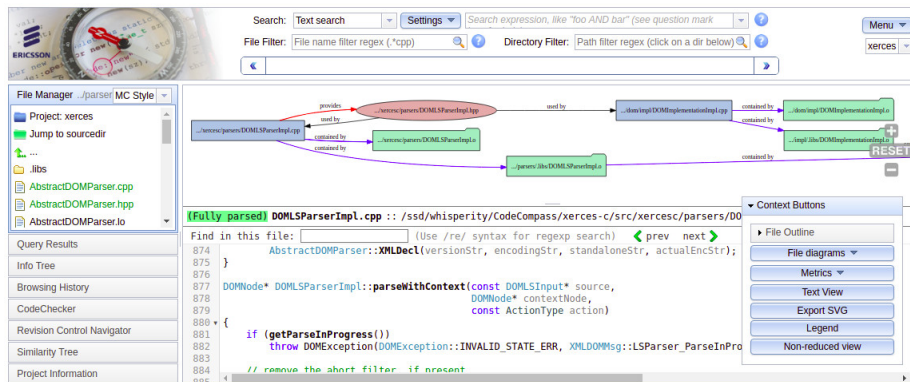 ERICSSON
Search: Text search Settings Search expression, like "foo AND bar" (see question mark
File Filter: File name filter regex (.*cpp) Directory Filter: Path filter regex (click on a dir below)
Menu
xerces
File Manager ../parser MC Style
Project: xerces
Jump to sourcedir
...
.libs
AbstractDOMParser.cpp
AbstractDOMParser.hpp
AbstractDOMParser.lo
Query Results
Info Tree
Browsing History
CodeChecker
Revision Control Navigator
Similarity Tree
Project Information
provides
used by
contained by
contained by
used by
contained by
contained by
contained by
.../xercesc/parsers/DOMLSParserImpl.cpp
.../xercesc/parsers/DOMLSParserImpl.hpp
.../xercesc/parsers/DOMLSParserImpl.o
.../parsers/.libs/DOMLSParserImpl.o
.../dom/impl/DOMImplementationImpl.cpp
.../dom/impl/DOMImplementationImpl.o
.../impl/.libs/DOMImplementationImpl.o
RESET
(Fully parsed) DOMLSParserImpl.cpp :: /ssd/whisperity/CodeCompass/xerces-c/src/xercesc/parsers/DO
Find in this file: (Use /re/ syntax for regexp search) prev next
874 AbstractDOMParser::XMLDecl(versionStr, encodingStr, standaloneStr, actualEncStr);
875 }
876
877 DOMNode* DOMLSParserImpl::parseWithContext(const DOMLSInput* source,
878 DOMNode* contextNode,
879 const ActionType action)
880 {
881 if (getParseInProgress())
882 throw DOMException(DOMException::INVALID_STATE_ERR, XMLDOMMsg::LSParser_ParseInPro
883
884 // remove the abort filter, if present
885
Context Buttons
File Outline
File diagrams
Metrics
Text View
Export SVG
Legend
Non-reduced view